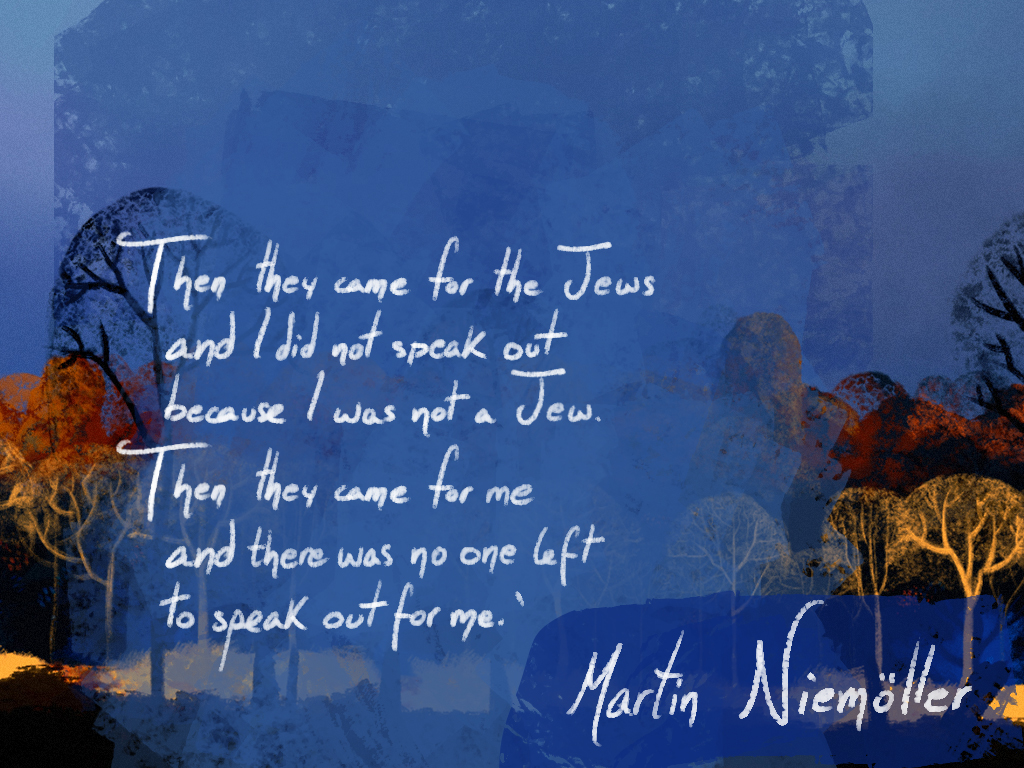 Then they came for the Jews
and I did not speak out
because I was not a Jew.
Then they came for me
and there was no one left
to speak out for me.`
Martin Niemöller